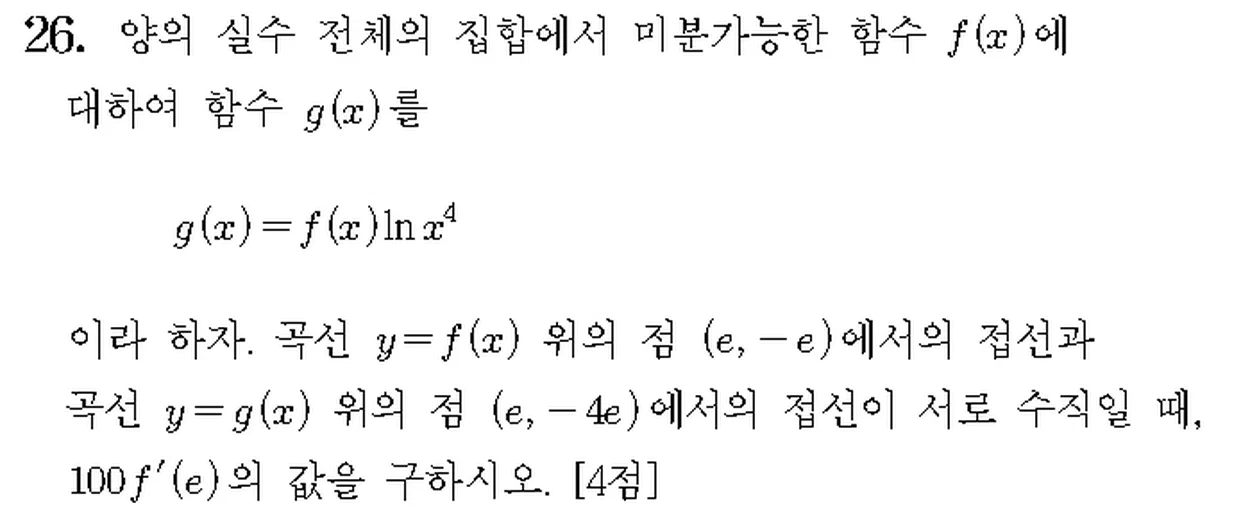 26. 양의 실수 전체의 집합에서 미분가능한 함수 f(x)에
대하여 함수 g(x)를
g(x)=f(x)ln x⁴
이라 하자. 곡선 y=f(x) 위의 점 (e, −e)에서의 접선과
곡선 y=g(x) 위의 점 (e, −4e)에서의 접선이 서로 수직일 때,
100f′(e)의 값을 구하시오. [4점]